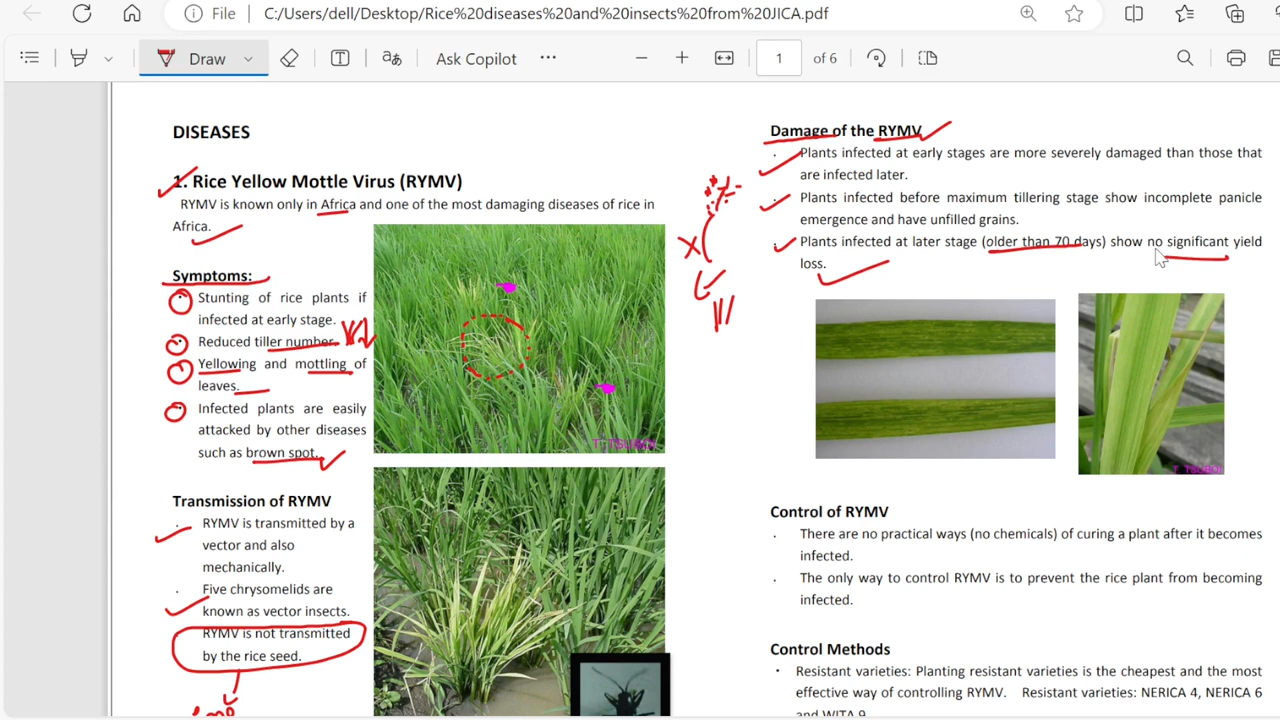 File
C:/Users/dell/Desktop/Rice%20diseases%20and%20insects%20from%20JICA.pdf
Draw
Ask Copilot
1 of 6
DISEASES
1. Rice Yellow Mottle Virus (RYMV)
RYMV is known only in Africa and one of the most damaging diseases of rice in
Africa.
Symptoms:
Stunting of rice plants if
infected at early stage.
Reduced tiller number.
Yellowing and mottling of
leaves.
Infected plants are easily
attacked by other diseases
such as brown spot.
Transmission of RYMV
RYMV is transmitted by a
vector and also
mechanically.
Five chrysomelids are
known as vector insects.
RYMV is not transmitted
by the rice seed.
Damage of the RYMV
Plants infected at early stages are more severely damaged than those that
are infected later.
Plants infected before maximum tillering stage show incomplete panicle
emergence and have unfilled grains.
Plants infected at later stage (older than 70 days) show no significant yield
loss.
Control of RYMV
There are no practical ways (no chemicals) of curing a plant after it becomes
infected.
The only way to control RYMV is to prevent the rice plant from becoming
infected.
Control Methods
Resistant varieties: Planting resistant varieties is the cheapest and the most
effective way of controlling RYMV. Resistant varieties: NERICA 4, NERICA 6
and WITA 9